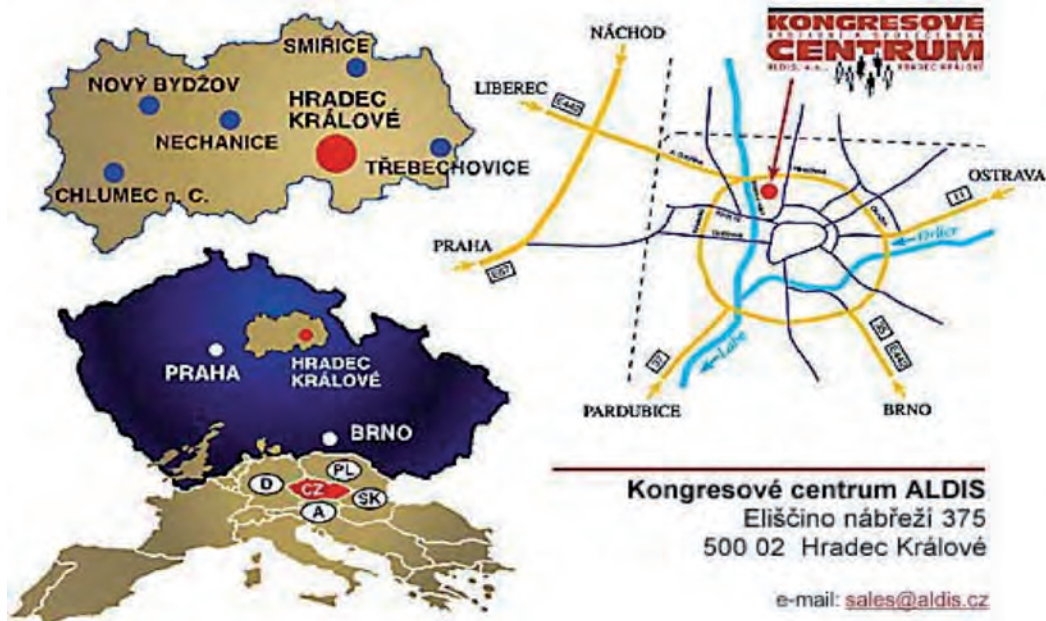 SMIŘICE
NOVÝ BYDŽOV
HRADEC
KRÁLOVÉ
NECHANICE
TŘEBECHOVICE
CHLUMEC n. C.
KONGRESOVÉ
CENTRUM
NÁCHOD
LIBEREC
E442
OSTRAVA
11
Orlice
PRAHA
E67
37
Labe
35
E442
PARDUBICE
BRNO
PRAHA
HRADEC
KRÁLOVÉ
BRNO
D
PL
CZ
SK
A
Kongresové centrum ALDIS
Eliščino nábřeží 375
500 02 Hradec Králové
e-mail: sales@aldis.cz